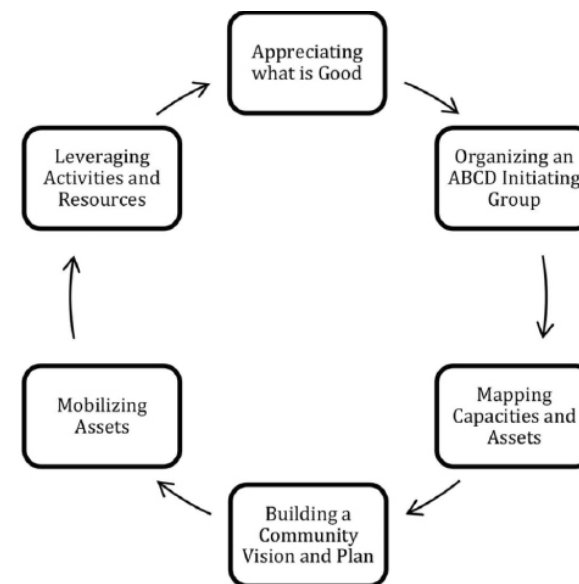 Appreciating
what is Good
Organizing an
ABCD Initiating
Group
Mapping
Capacities and
Assets
Building a
Community
Vision and Plan
Mobilizing
Assets
Leveraging
Activities and
Resources